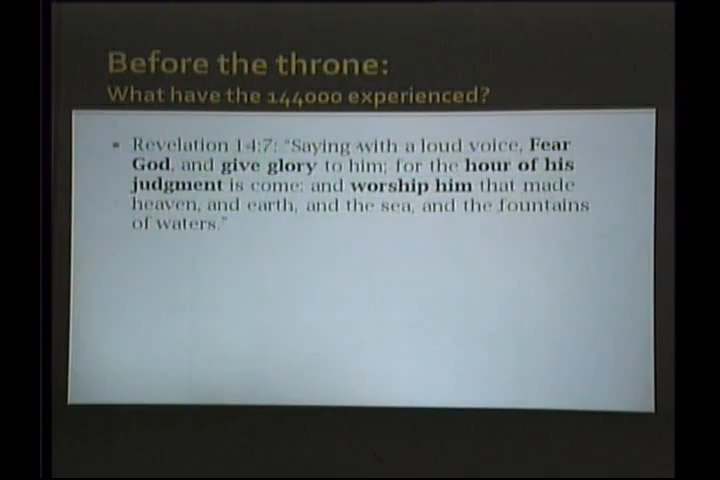 Before the throne:
What have the 144000 experienced?
▪ Revelation 14:7: "Saying with a loud voice, Fear
God, and give glory to him; for the hour of his
judgment is come: and worship him that made
heaven, and earth, and the sea, and the fountains
of waters."